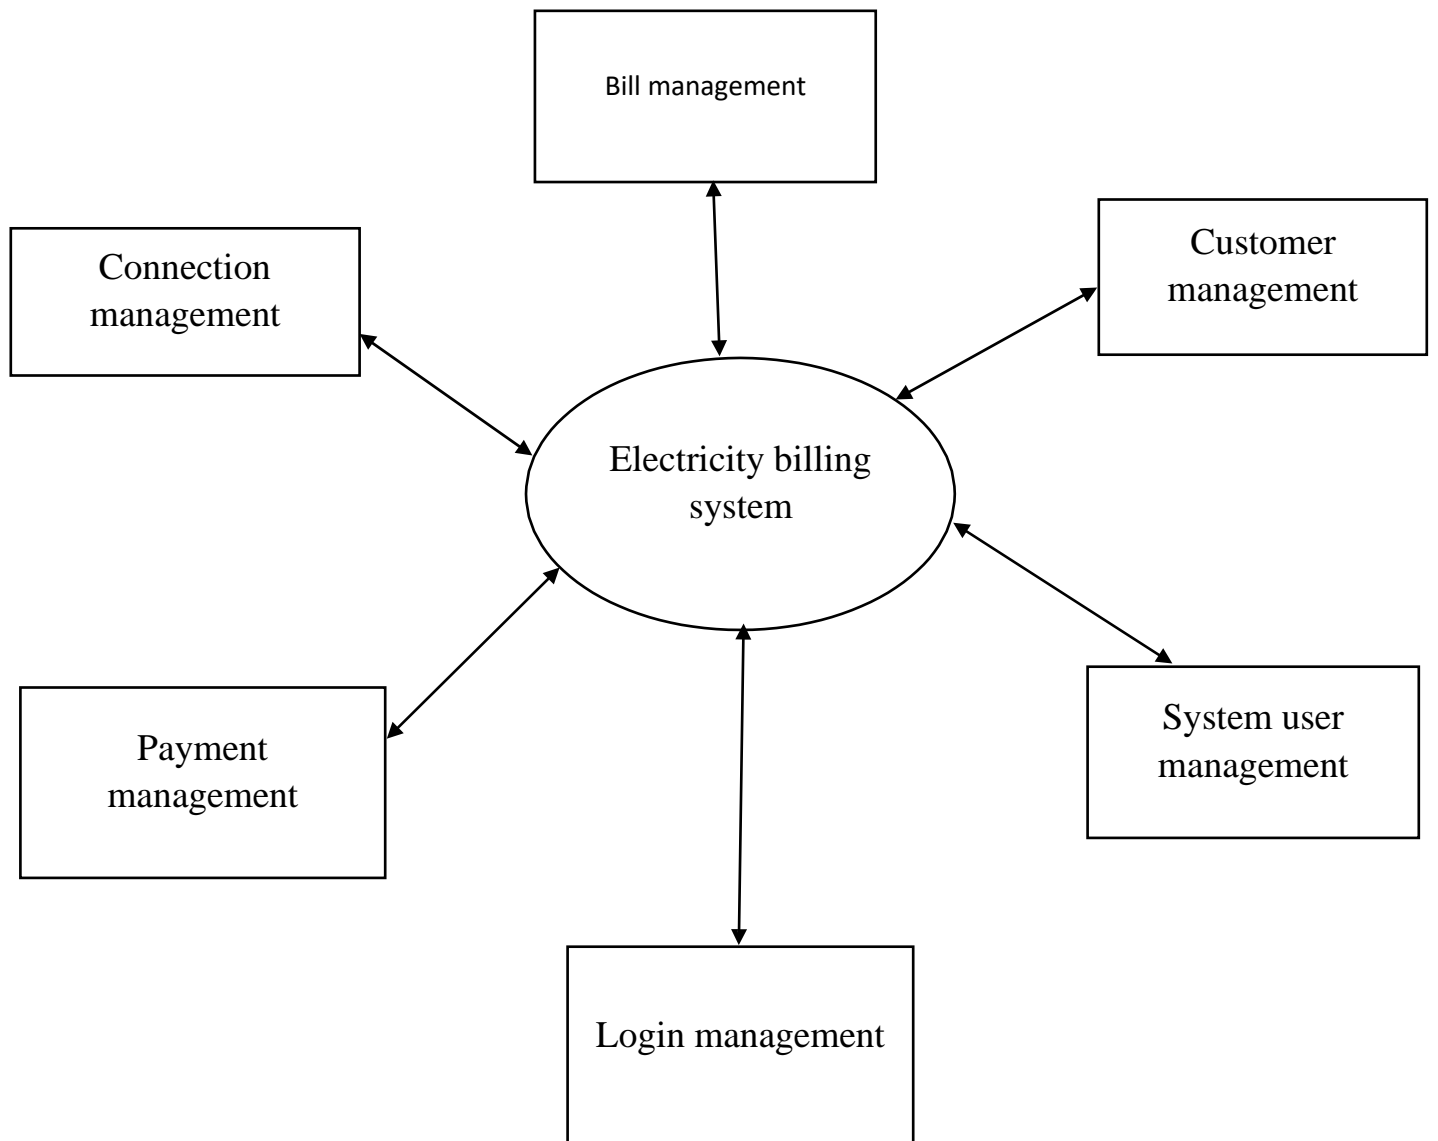 Bill management
Customer
management
Connection
management
Electricity billing
system
System user
management
Payment
management
Login management